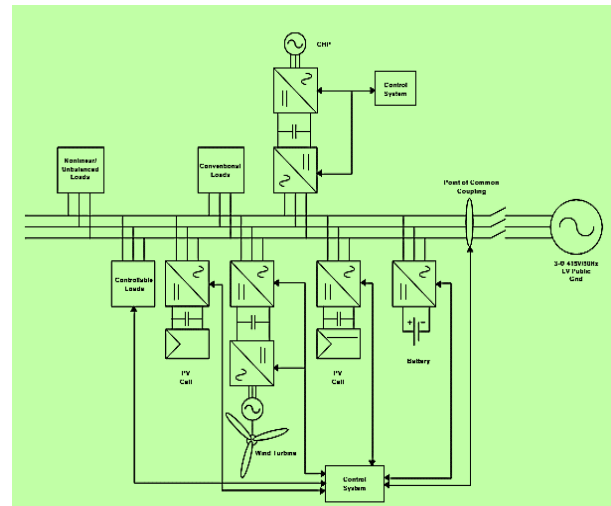 CHP
Control
System
Nonlinear/
Unbalanced
Loads
Conventional
Loads
Point of Common
Coupling
3-Φ 415V/50Hz
LV Public
Grid
Controllable
Loads
PV
Cell
PV
Cell
Battery
Wind Turbine
Control
System